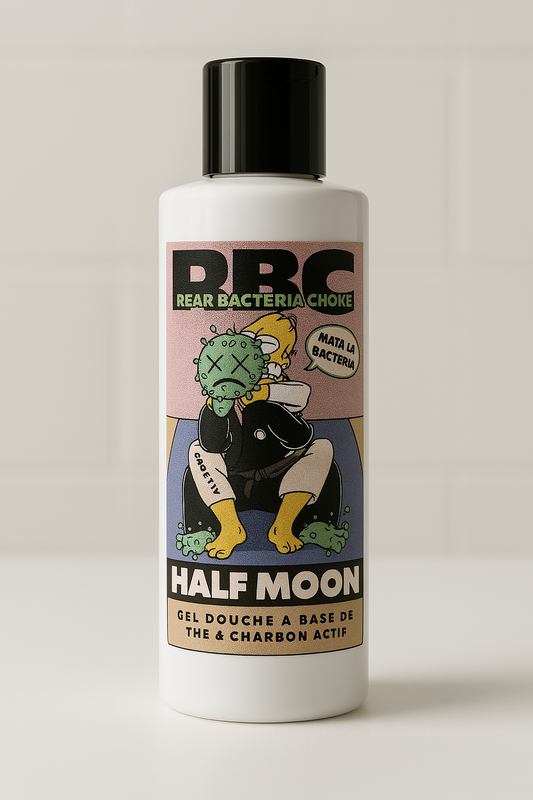 RBC
REAR BACTERIA CHOKE
MATA LA
BACTERIA
HALF MOON
GEL DOUCHE A BASE DE
THE & CHARBON ACTIF